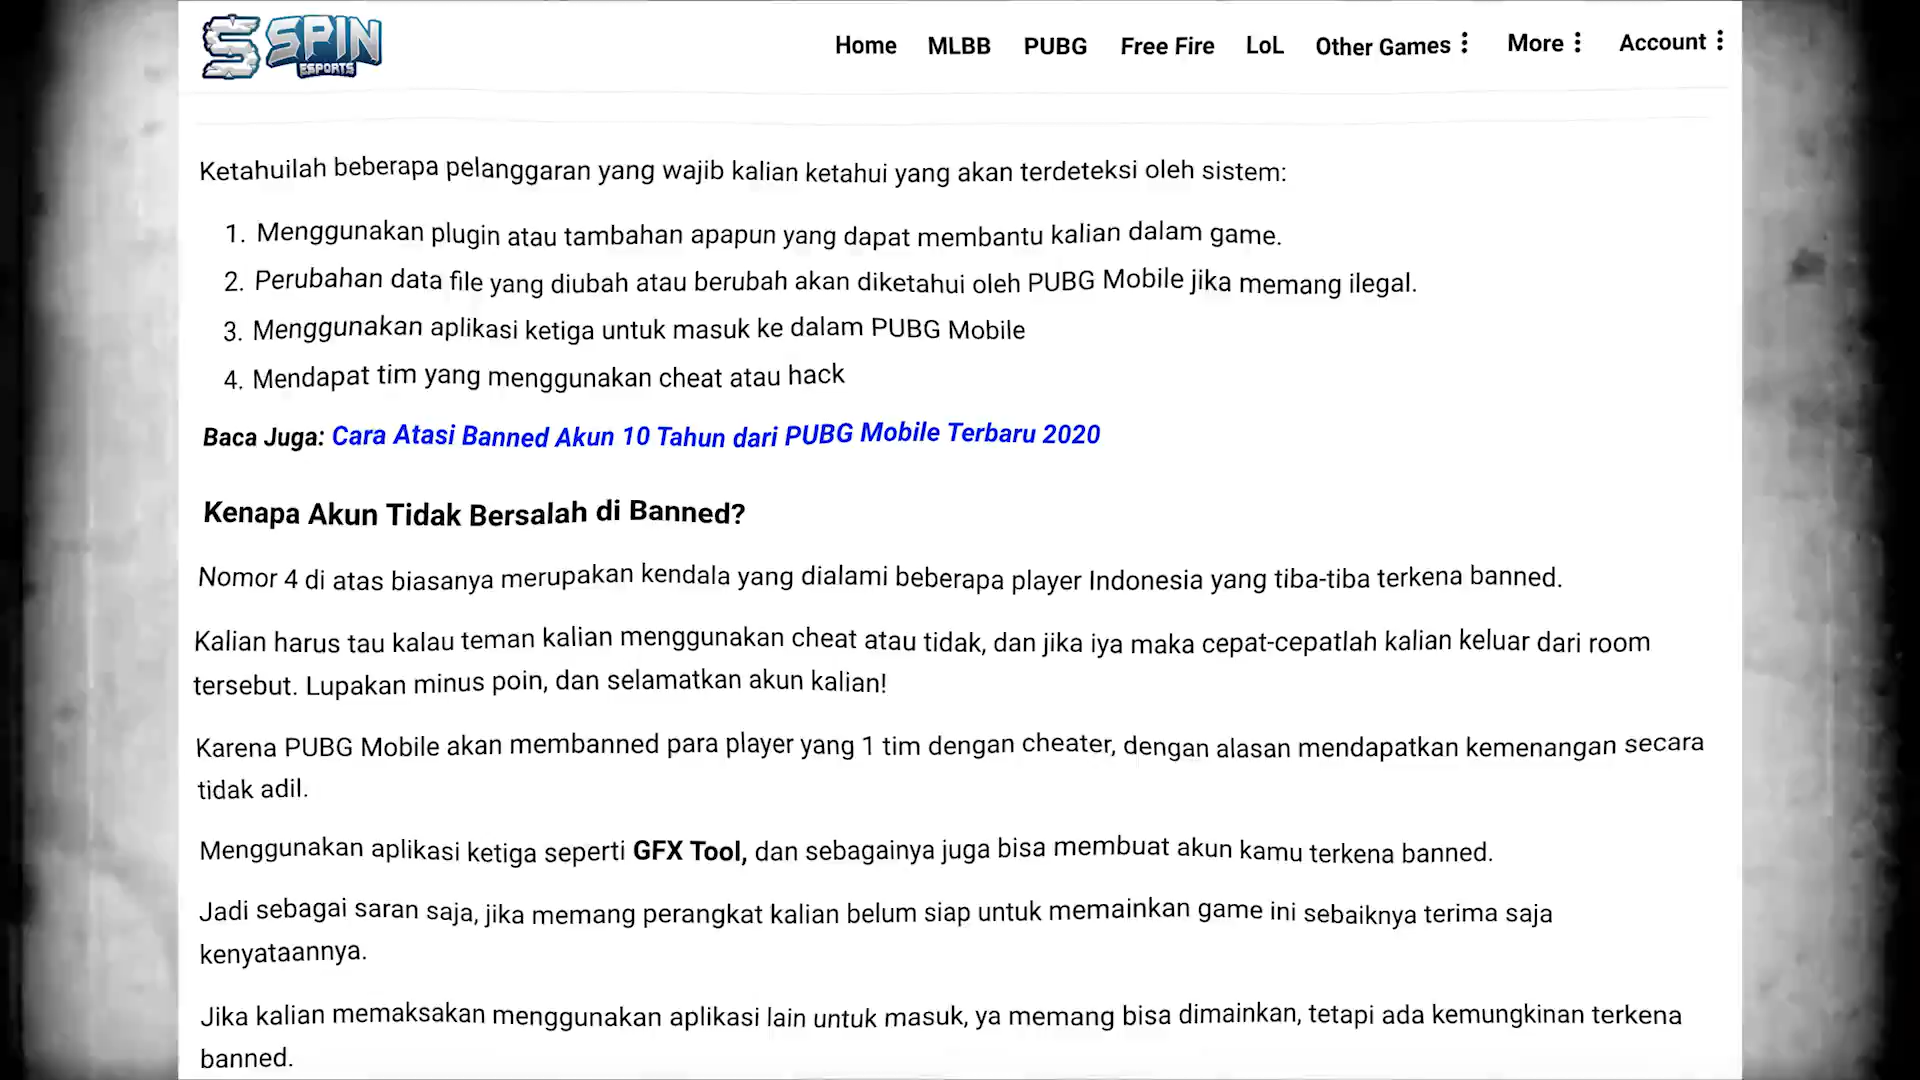 SPIN
ESPORTS
Home MLBB PUBG Free Fire LoL Other Games More Account
Ketahuilah beberapa pelanggaran yang wajib kalian ketahui yang akan terdeteksi oleh sistem:
1. Menggunakan plugin atau tambahan apapun yang dapat membantu kalian dalam game.
2. Perubahan data file yang diubah atau berubah akan diketahui oleh PUBG Mobile jika memang ilegal.
3. Menggunakan aplikasi ketiga untuk masuk ke dalam PUBG Mobile
4. Mendapat tim yang menggunakan cheat atau hack
Baca Juga: Cara Atasi Banned Akun 10 Tahun dari PUBG Mobile Terbaru 2020
Kenapa Akun Tidak Bersalah di Banned?
Nomor 4 di atas biasanya merupakan kendala yang dialami beberapa player Indonesia yang tiba-tiba terkena banned.
Kalian harus tau kalau teman kalian menggunakan cheat atau tidak, dan jika iya maka cepat-cepatlah kalian keluar dari room
tersebut. Lupakan minus poin, dan selamatkan akun kalian!
Karena PUBG Mobile akan membanned para player yang 1 tim dengan cheater, dengan alasan mendapatkan kemenangan secara
tidak adil.
Menggunakan aplikasi ketiga seperti GFX Tool, dan sebagainya juga bisa membuat akun kamu terkena banned.
Jadi sebagai saran saja, jika memang perangkat kalian belum siap untuk memainkan game ini sebaiknya terima saja
kenyataannya.
Jika kalian memaksakan menggunakan aplikasi lain untuk masuk, ya memang bisa dimainkan, tetapi ada kemungkinan terkena
banned.